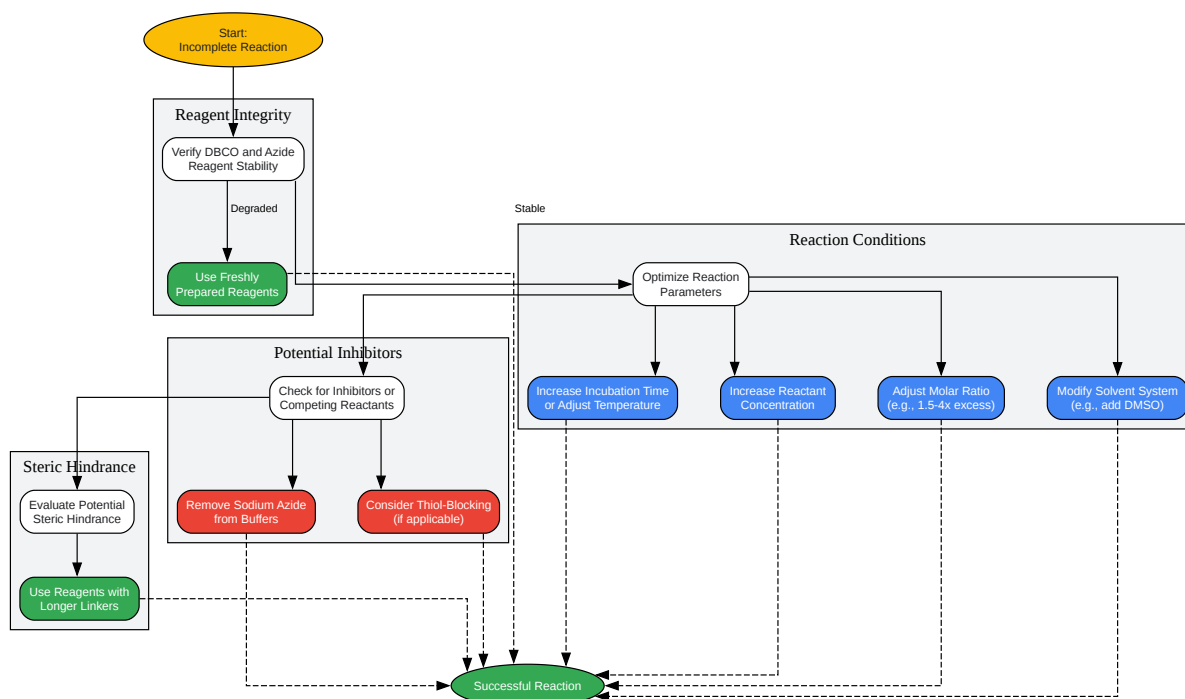 Start:
Incomplete Reaction
Reagent Integrity
Verify DBCO and Azide
Reagent Stability
Degraded
Stable
Use Freshly
Prepared Reagents
Reaction Conditions
Optimize Reaction
Parameters
Potential Inhibitors
Check for Inhibitors or
Competing Reactants
Increase Incubation Time
or Adjust Temperature
Increase Reactant
Concentration
Adjust Molar Ratio
(e.g., 1.5-4x excess)
Modify Solvent System
(e.g., add DMSO)
Steric Hindrance
Evaluate Potential
Steric Hindrance
Remove Sodium Azide
from Buffers
Consider Thiol-Blocking
(if applicable)
Use Reagents with
Longer Linkers
Successful Reaction